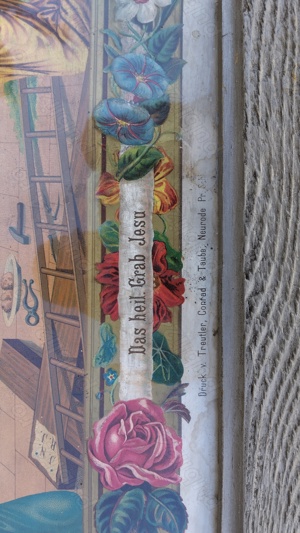 Das heil: Grab Jesu
Druck v. Treutler, Conrad & Taube, Neurode Pr.